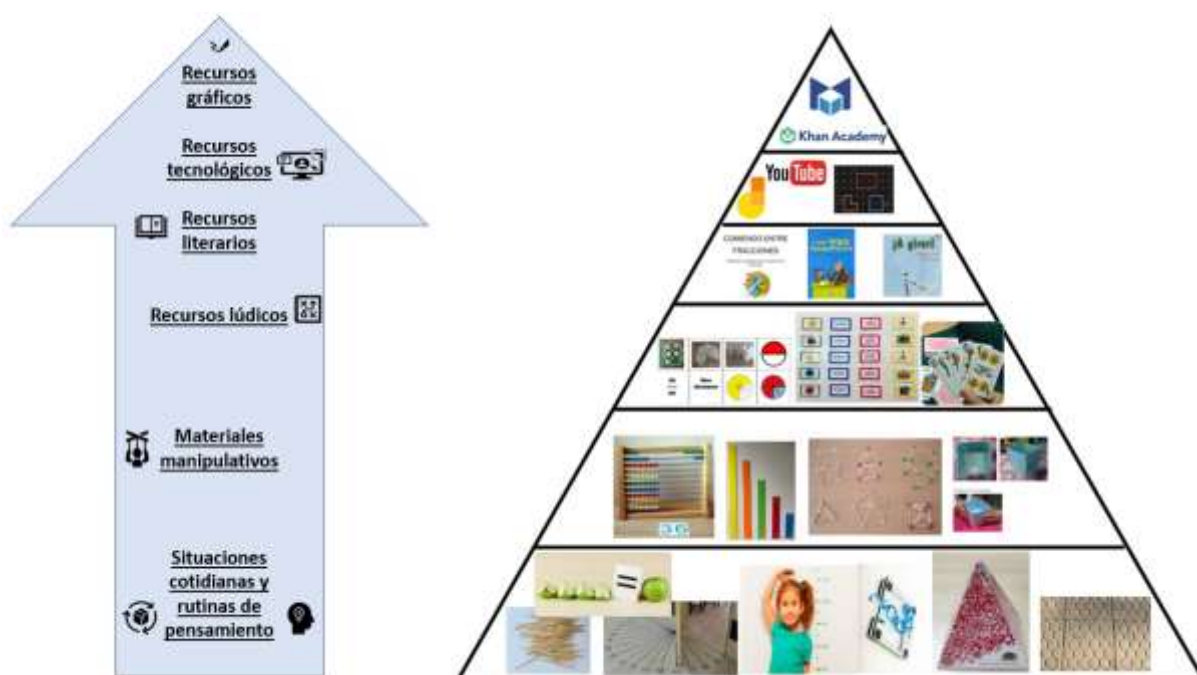 Recursos
gráficos
Recursos
tecnológicos
Recursos
literarios
Recursos lúdicos
Materiales
manipulativos
Situaciones
cotidianas y
rutinas de
pensamiento
Khan Academy
YouTube
COMIENDO ENTRE
FRACCIONES
¡A girar!